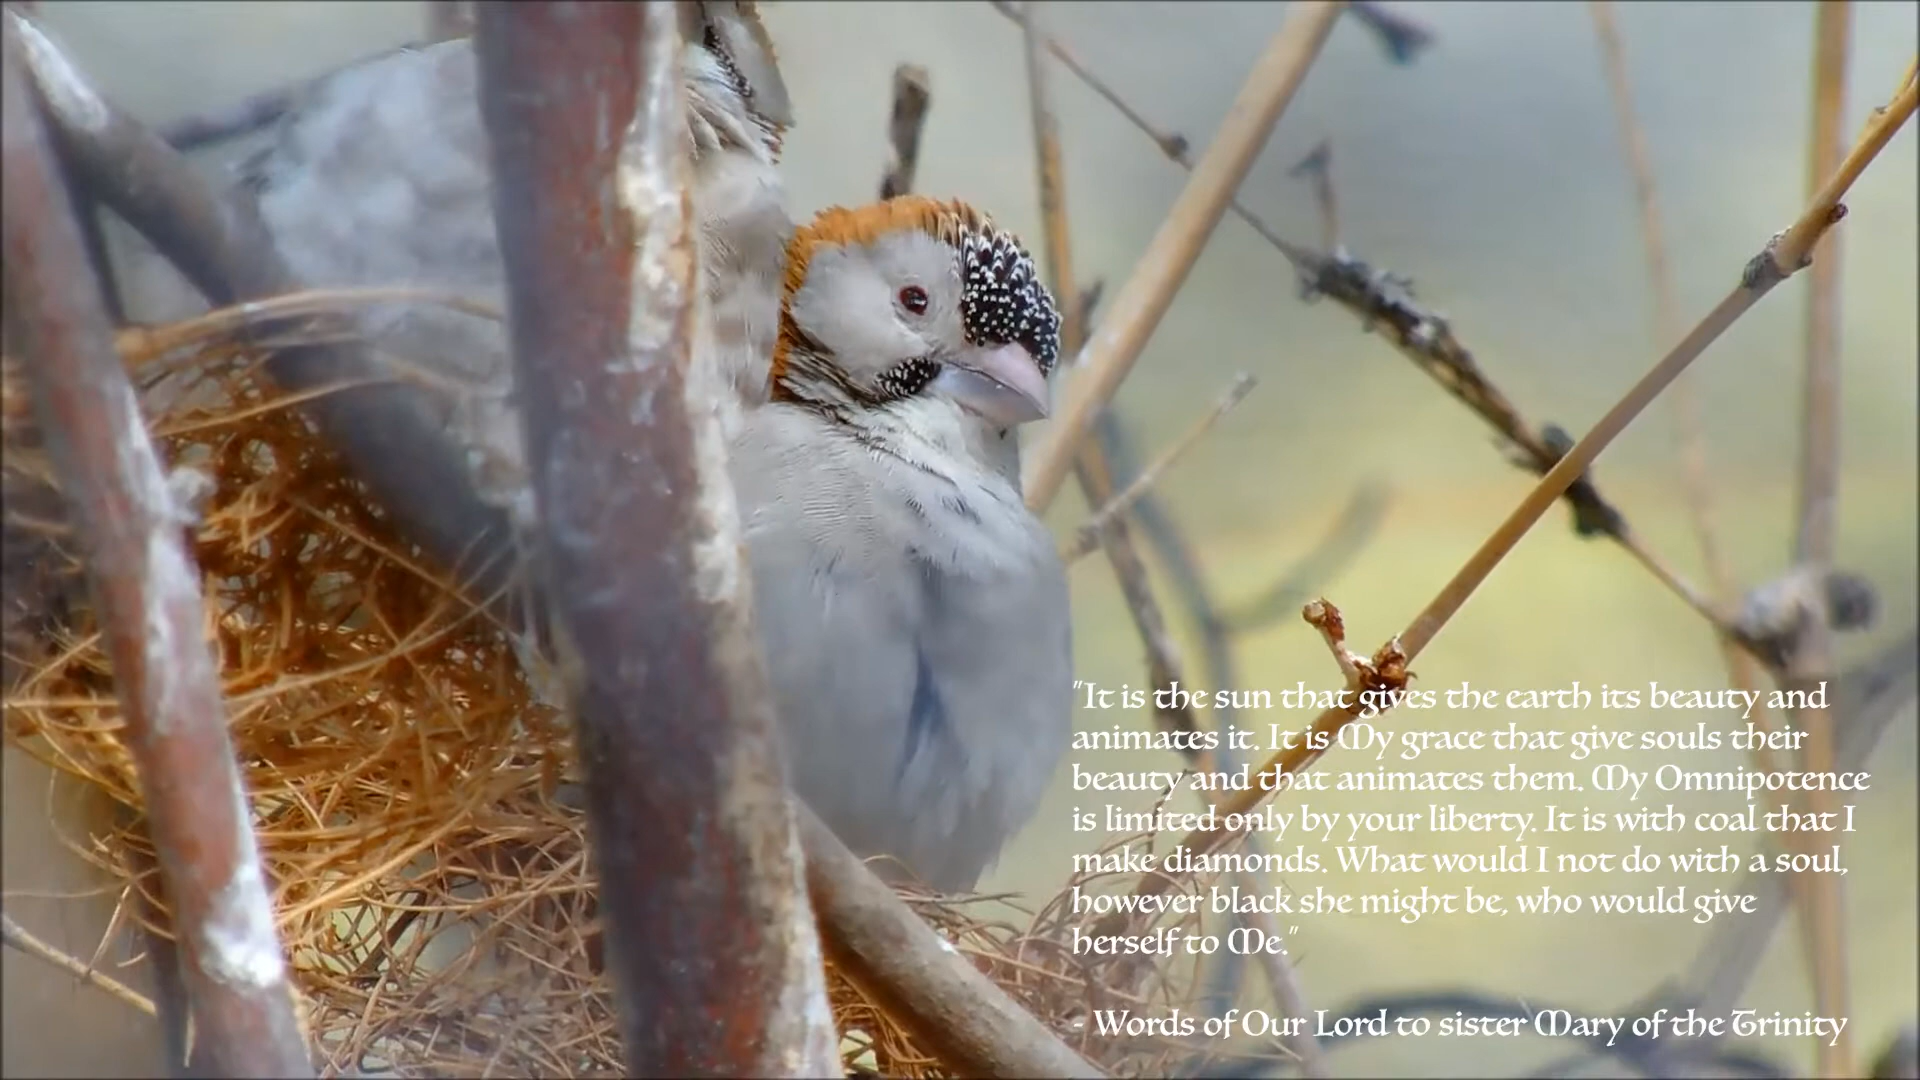 "It is the sun that gives the earth its beauty and
animates it. It is My grace that give souls their
beauty and that animates them. My Omnipotence
is limited only by your liberty. It is with coal that I
make diamonds. What would I not do with a soul,
however black she might be, who would give
herself to Me."
- Words of Our Lord to sister Mary of the Trinity